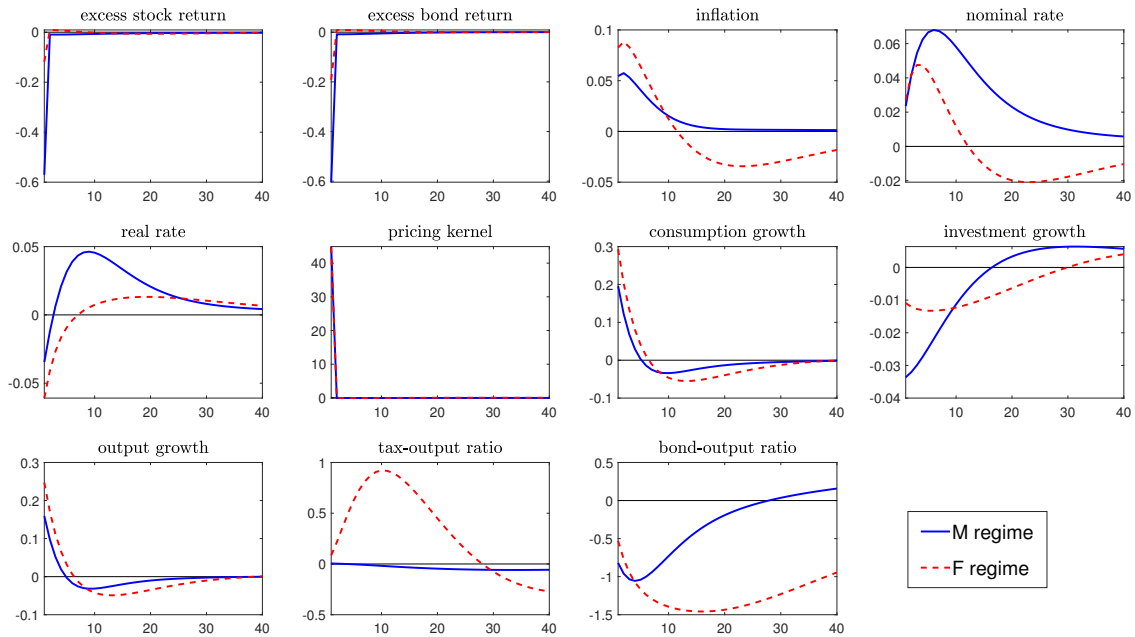 excess stock return
0
-0.2
-0.4
-0.6
10 20 30 40
excess bond return
0
-0.2
-0.4
-0.6
10 20 30 40
inflation
0.1
0.05
0
-0.05
10 20 30 40
nominal rate
0.06
0.04
0.02
0
-0.02
10 20 30 40
real rate
0.05
0
-0.05
10 20 30 40
pricing kernel
40
30
20
10
0
10 20 30 40
consumption growth
0.3
0.2
0.1
0
-0.1
10 20 30 40
investment growth
0
-0.01
-0.02
-0.03
-0.04
10 20 30 40
output growth
0.3
0.2
0.1
0
-0.1
10 20 30 40
tax-output ratio
1
0.5
0
-0.5
10 20 30 40
bond-output ratio
0.5
0
-0.5
-1
-1.5
10 20 30 40
M regime
F regime